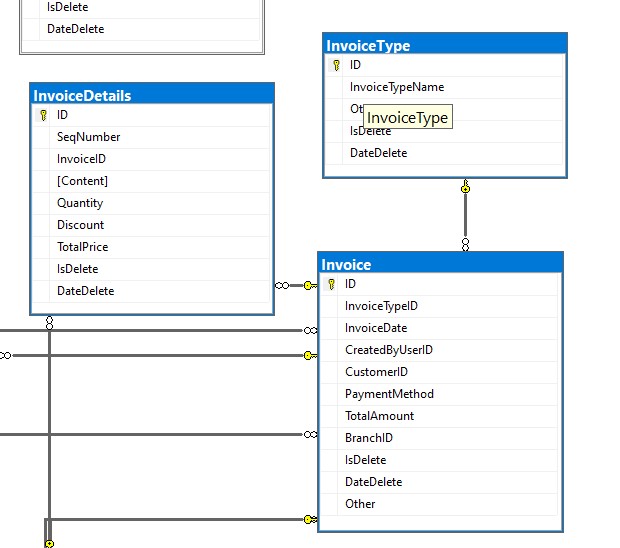 IsDelete
DateDelete
InvoiceType
ID
InvoiceTypeName
Ot
InvoiceType
IsDelete
DateDelete
InvoiceDetails
ID
SeqNumber
InvoiceID
[Content]
Quantity
Discount
TotalPrice
IsDelete
DateDelete
Invoice
ID
InvoiceTypeID
InvoiceDate
CreatedByUserID
CustomerID
PaymentMethod
TotalAmount
BranchID
IsDelete
DateDelete
Other